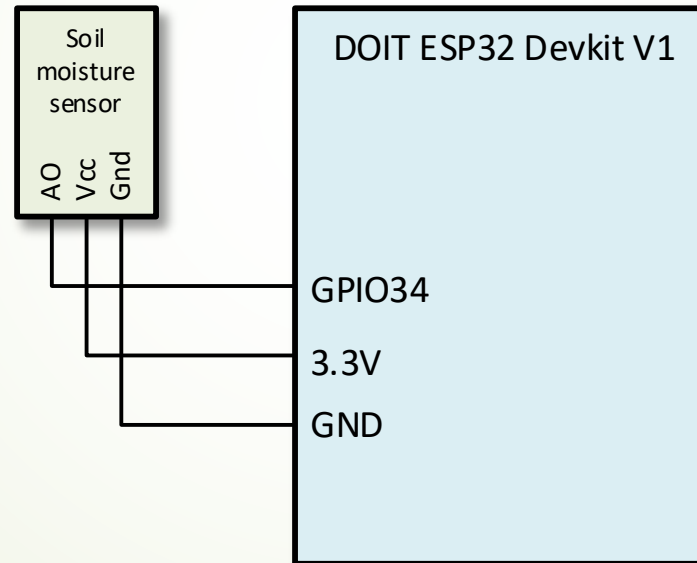 Soil
moisture
sensor
AO
Vcc
Gnd
DOIT ESP32 Devkit V1
GPIO34
3.3V
GND